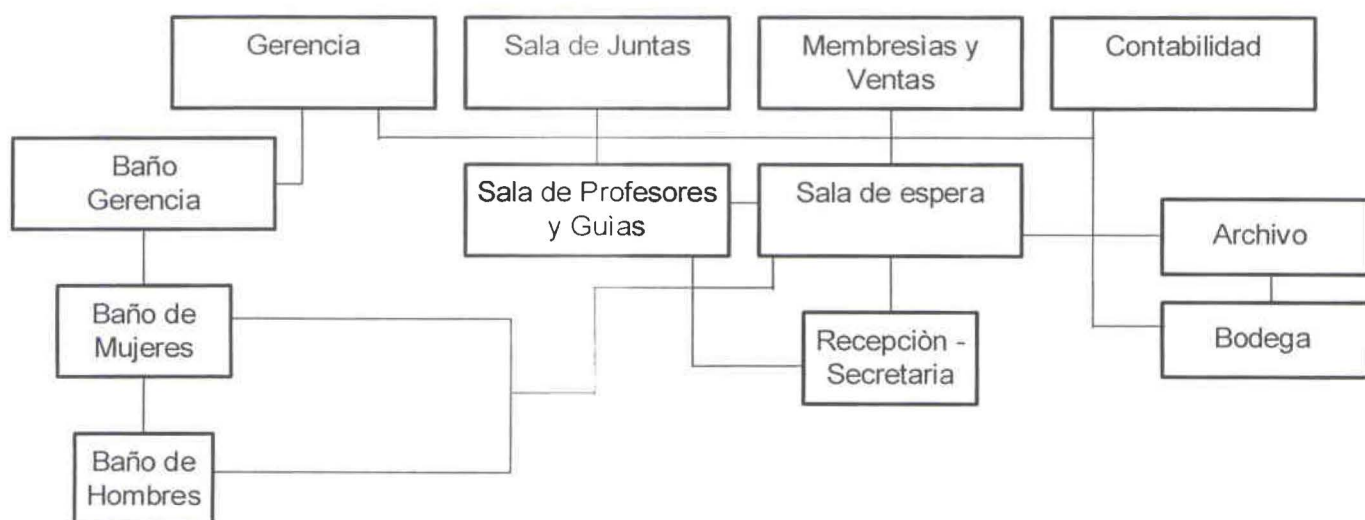 Gerencia
Sala de Juntas
Membresias y
Ventas
Contabilidad
Baño
Gerencia
Sala de Profesores
y Guias
Sala de espera
Archivo
Baño de
Mujeres
Recepciòn -
Secretaria
Bodega
Baño de
Hombres